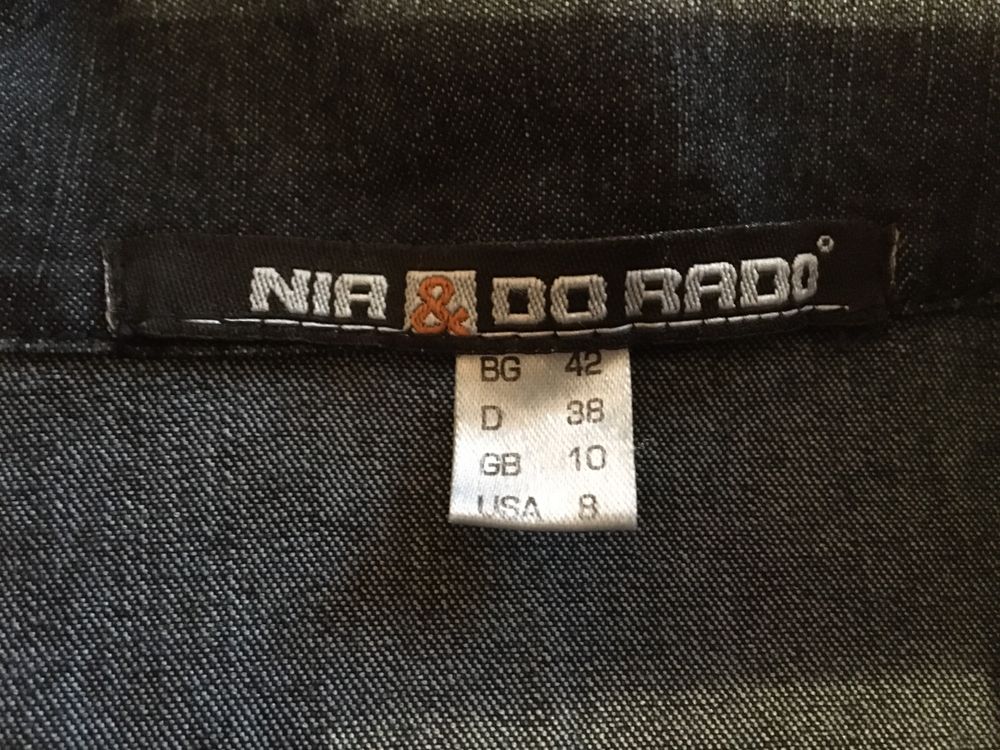 NIA & DO RADO°
BG 42
D 38
GB 10
USA 8